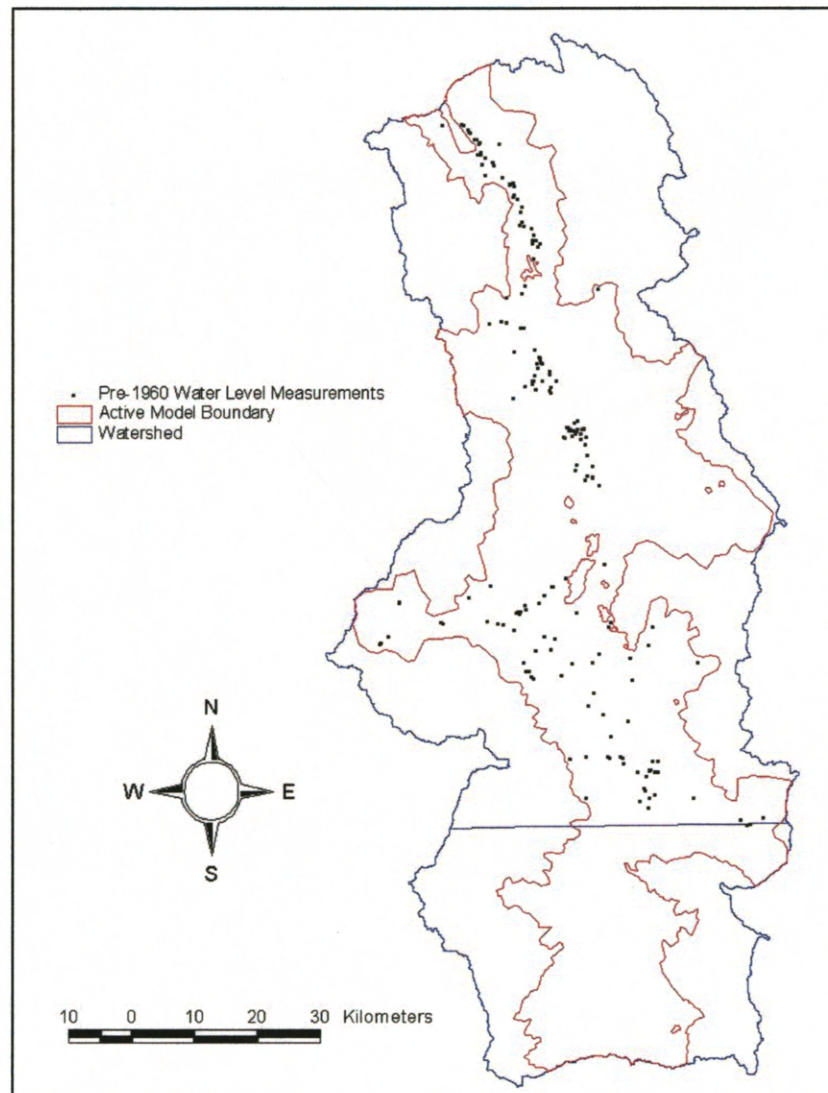 Pre-1960 Water Level Measurements
Active Model Boundary
Watershed
N
W E
S
10 0 10 20 30 Kilometers